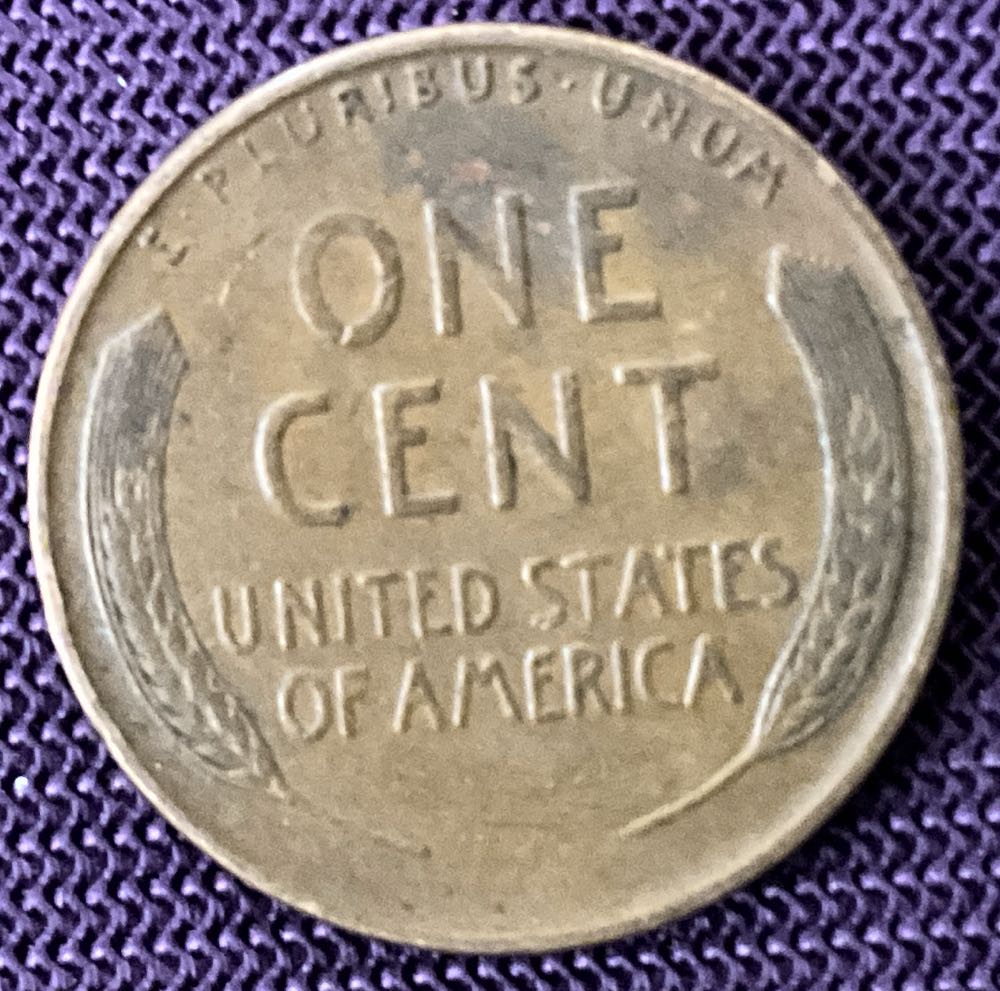 E·PLURIBUS·UNUM
ONE
CENT
UNITED STATES
OF AMERICA